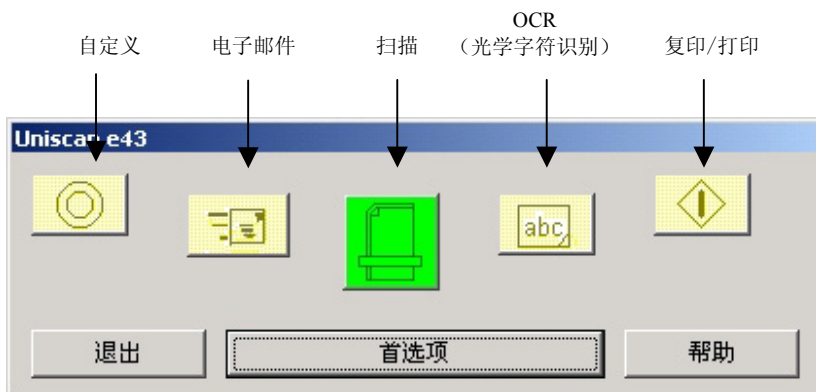 OCR
自定义 电子邮件 扫描 （光学字符识别） 复印/打印
Uniscan e43
abc
退出 首选项 帮助